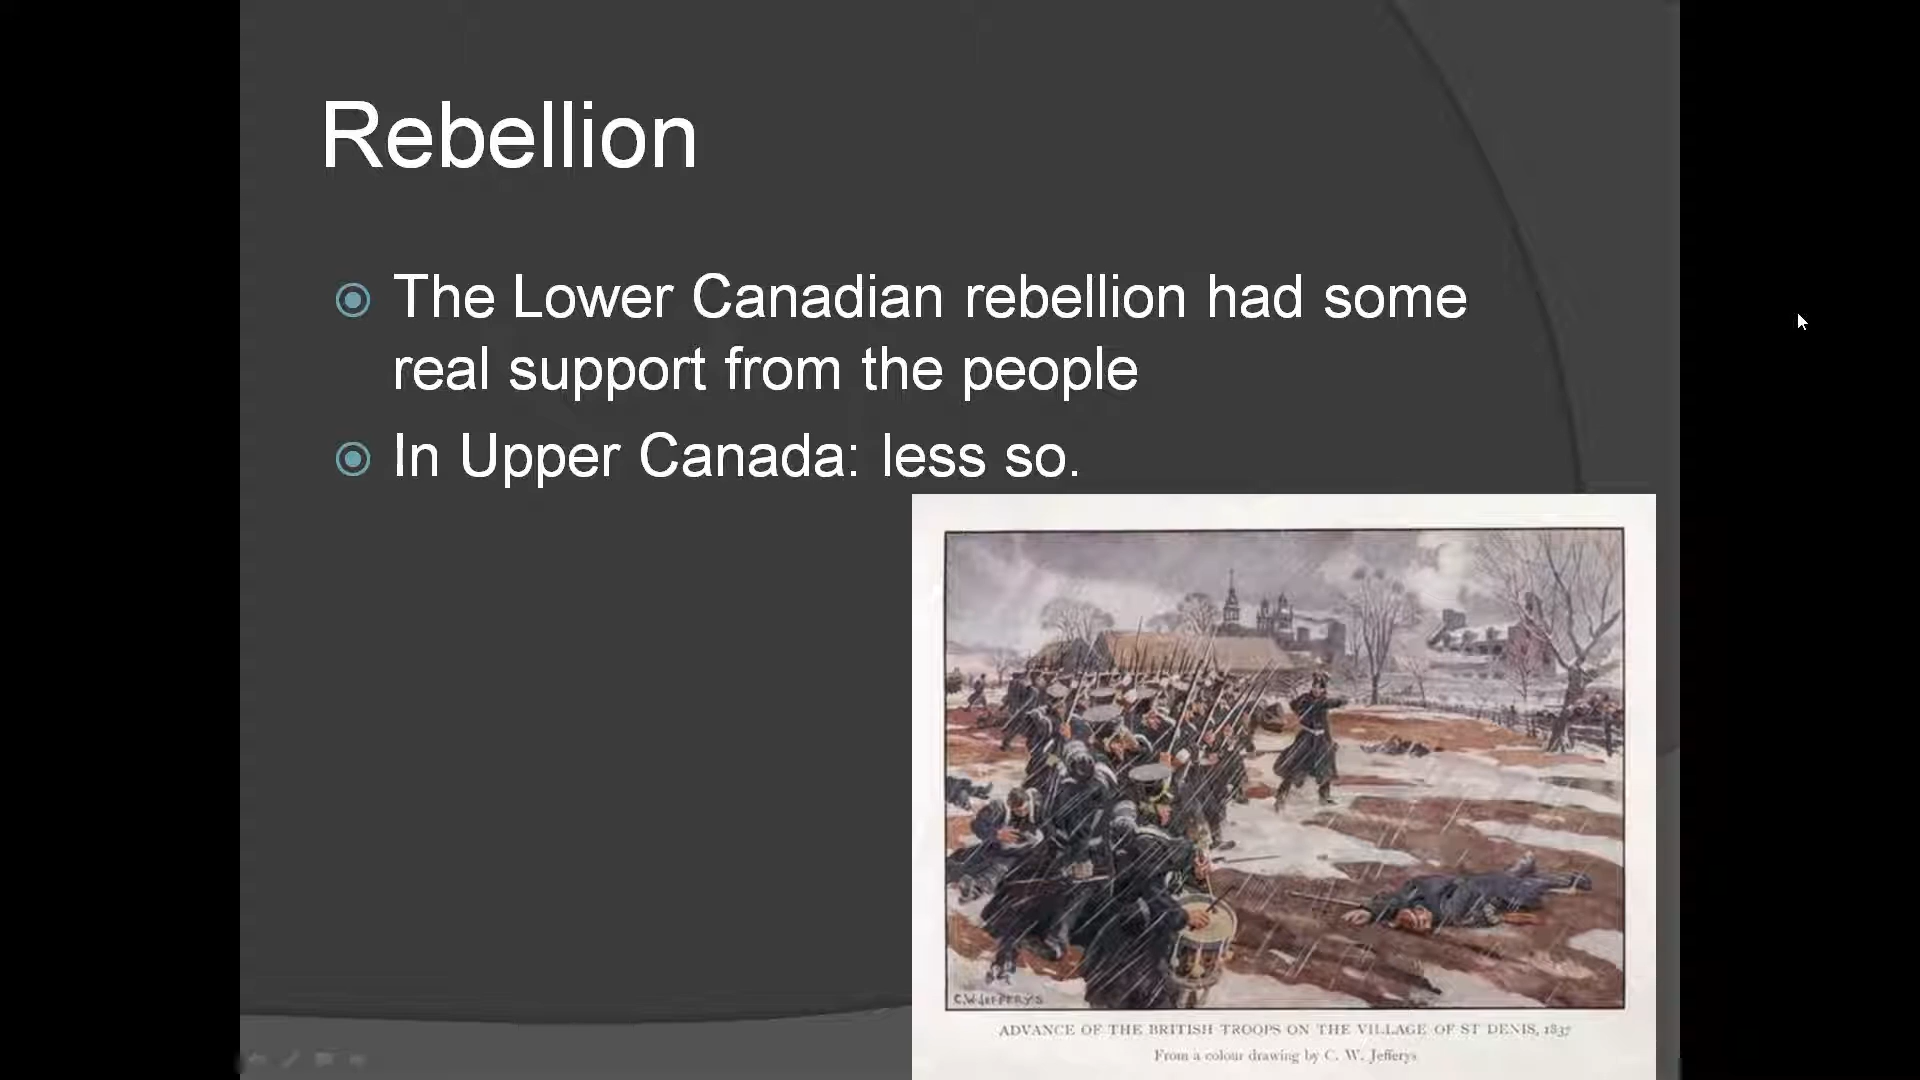 Rebellion
The Lower Canadian rebellion had some
real support from the people
In Upper Canada: less so.
C.W. JEFFERYS
ADVANCE OF THE BRITISH TROOPS ON THE VILLAGE OF ST DENIS, 1837
From a colour drawing by C. W. Jefferys